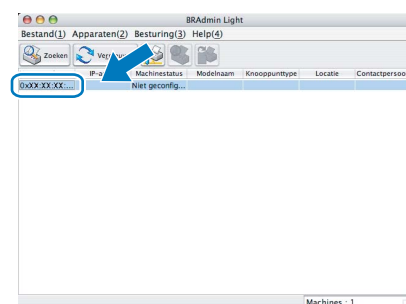 BRAdmin Light
Bestand(1) Apparaten(2) Besturing(3) Help(4)
Zoeken
IP-a Machinestatus Modelnaam Knooppunttype Locatie Contactpersoo
0xXX:XX:XX:... Niet geconfig...
Machines : 1